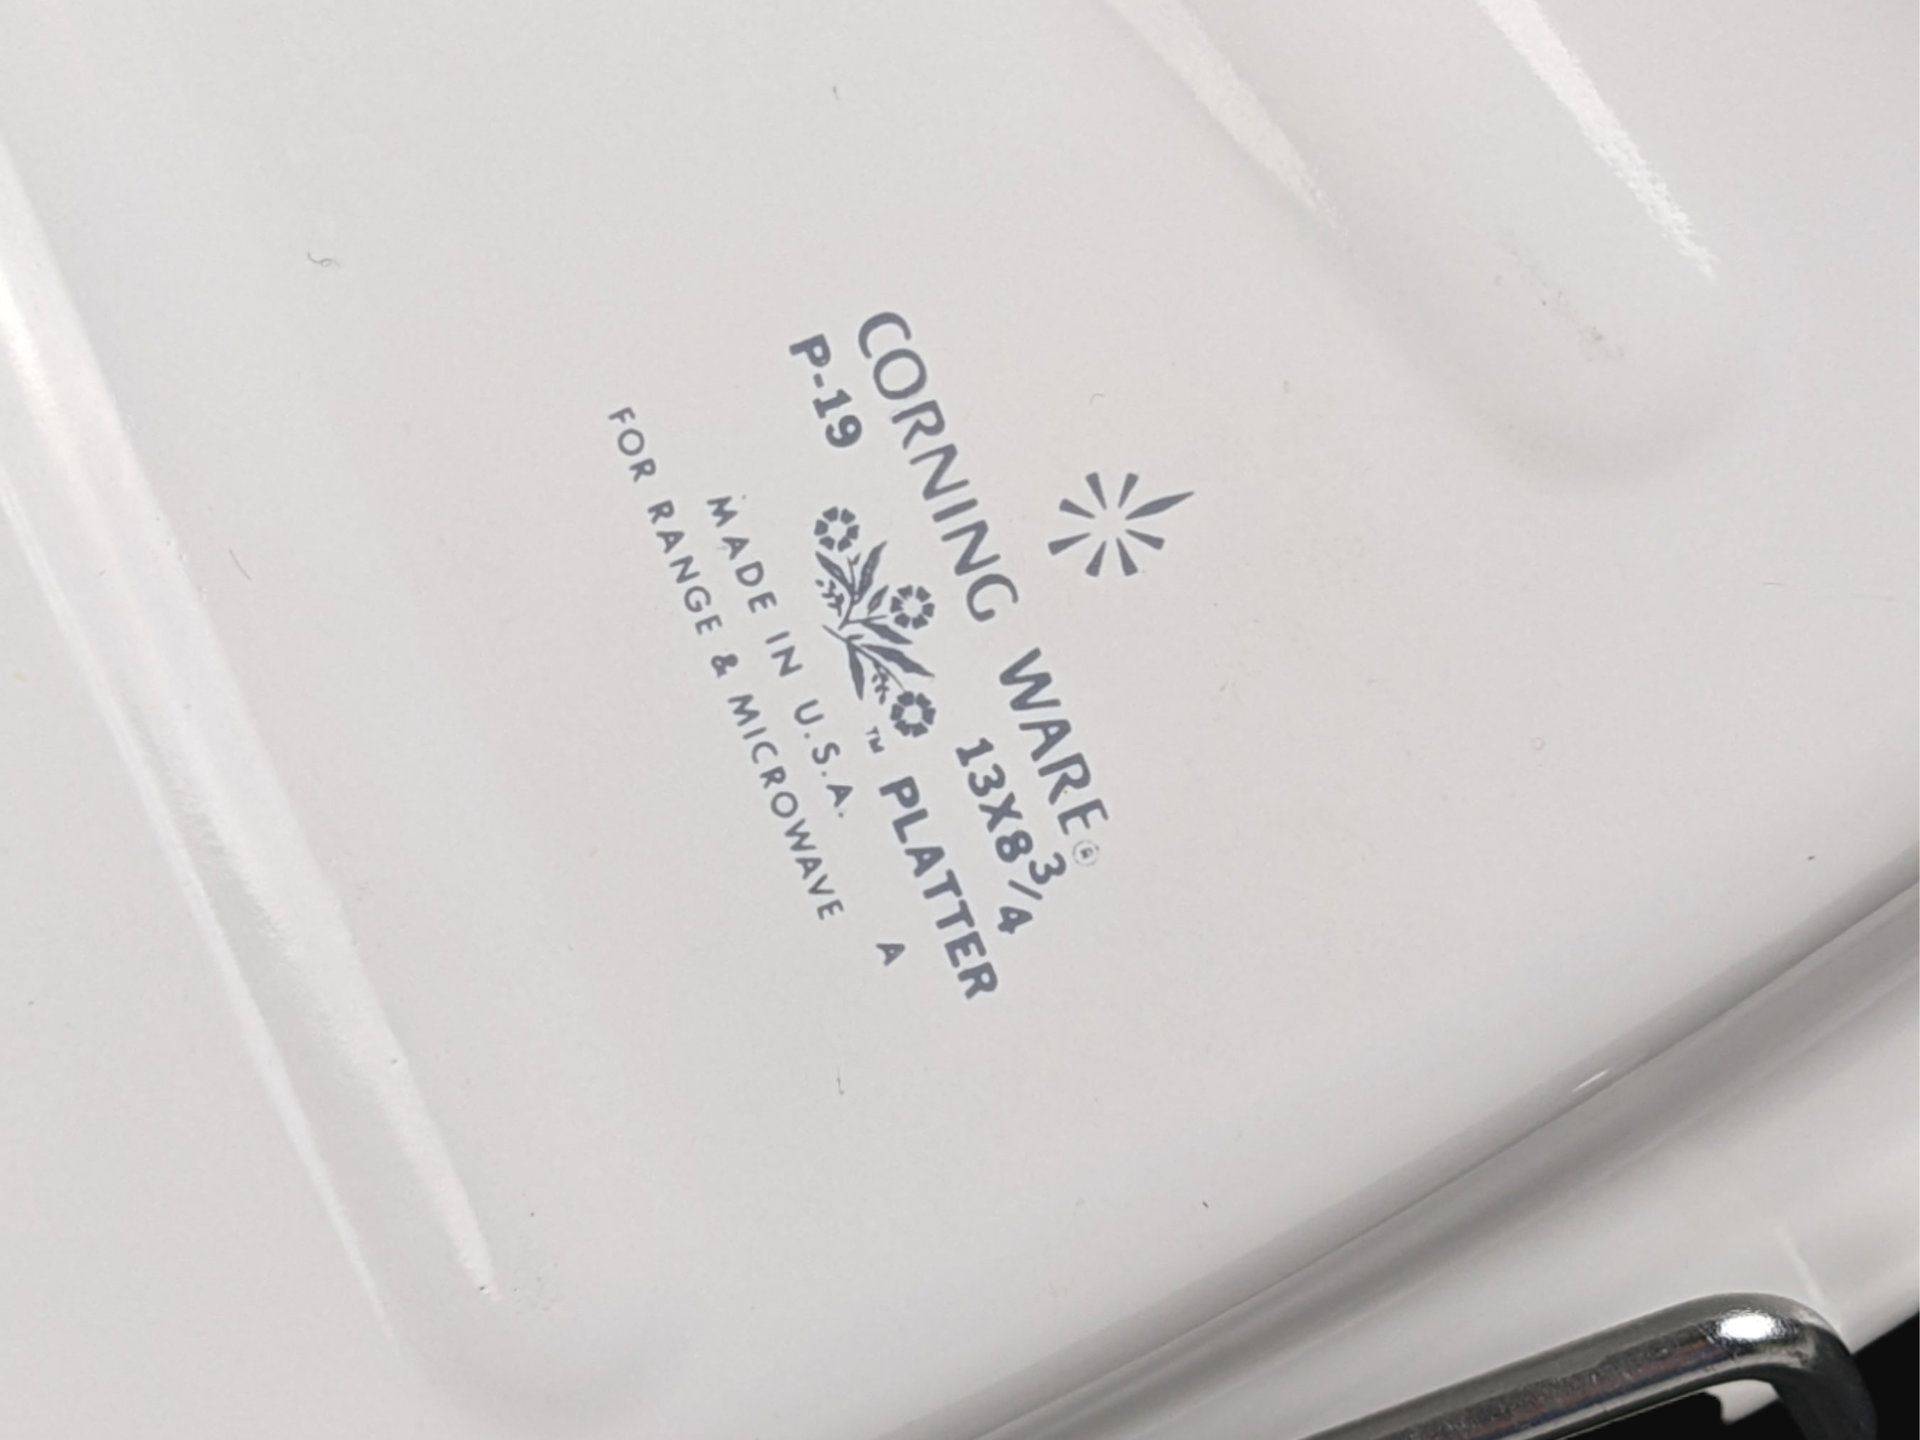 CORNING WARE®
13X8 3/4
P-19 ™ PLATTER
MADE IN U.S.A. A
FOR RANGE & MICROWAVE